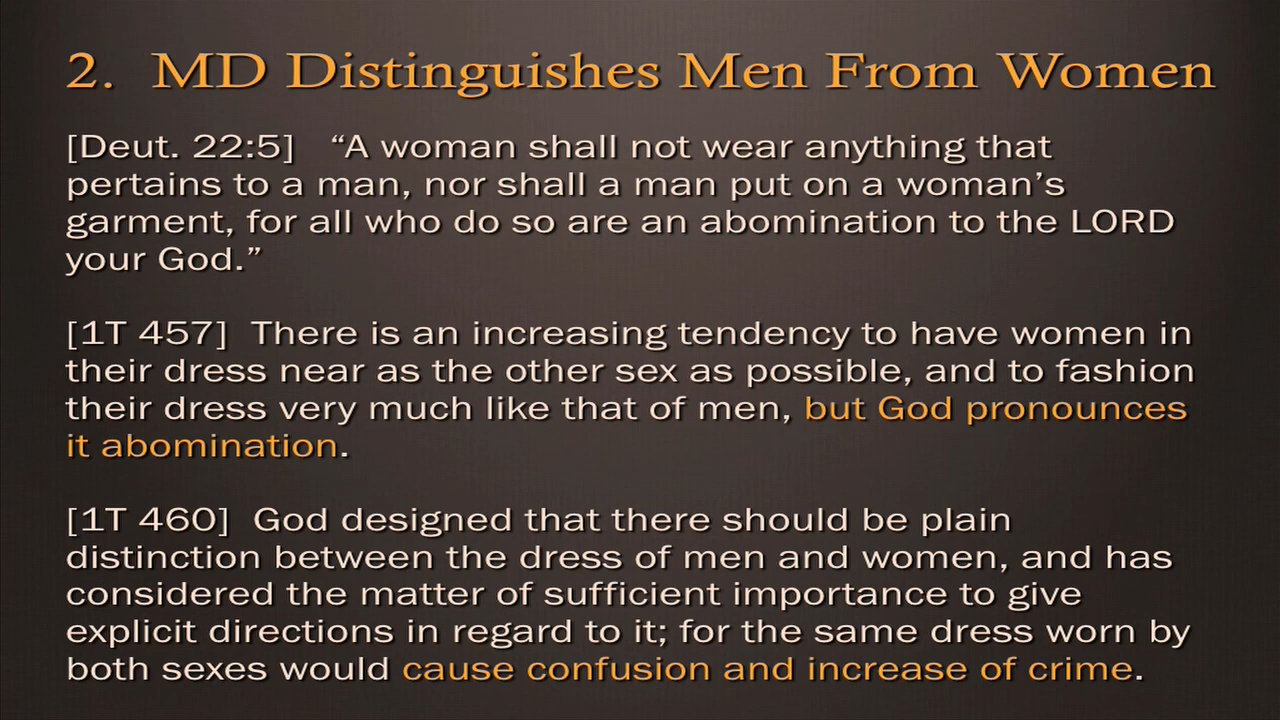 2. MD Distinguishes Men From Women
[Deut. 22:5] “A woman shall not wear anything that
pertains to a man, nor shall a man put on a woman’s
garment, for all who do so are an abomination to the LORD
your God.”
[1T 457] There is an increasing tendency to have women in
their dress near as the other sex as possible, and to fashion
their dress very much like that of men, but God pronounces
it abomination.
[1T 460] God designed that there should be plain
distinction between the dress of men and women, and has
considered the matter of sufficient importance to give
explicit directions in regard to it; for the same dress worn by
both sexes would cause confusion and increase of crime.